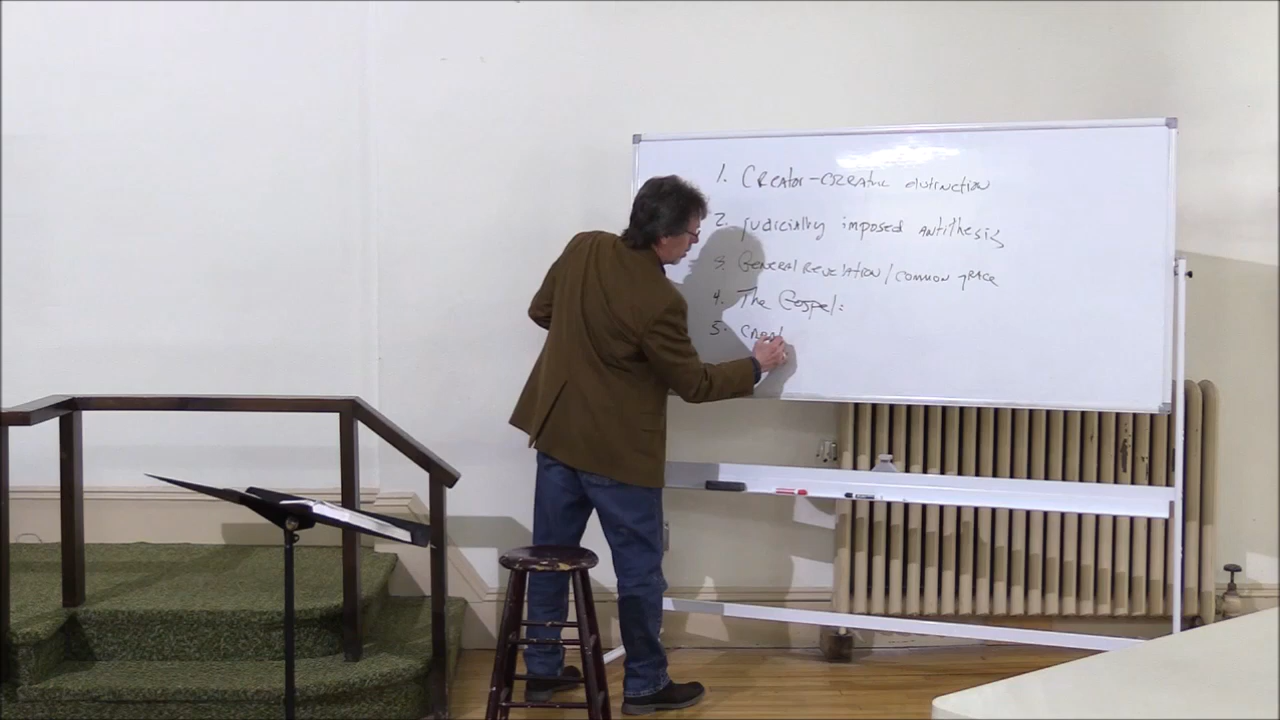 1. Creator-creature distinction
2. judicially imposed antithesis
3. General revelation/common grace
4. The Gospel:
5.